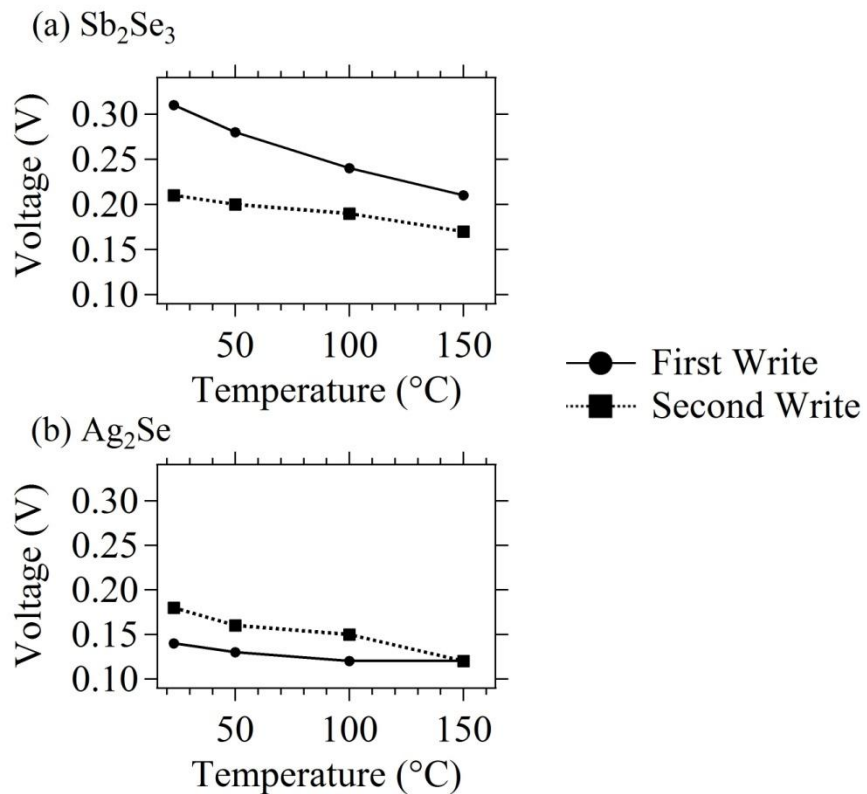 (a) Sb₂Se₃
0.30
0.25
0.20
0.15
0.10
Voltage (V)
50 100 150
Temperature (°C)
First Write
Second Write
(b) Ag₂Se
0.30
0.25
0.20
0.15
0.10
Voltage (V)
50 100 150
Temperature (°C)